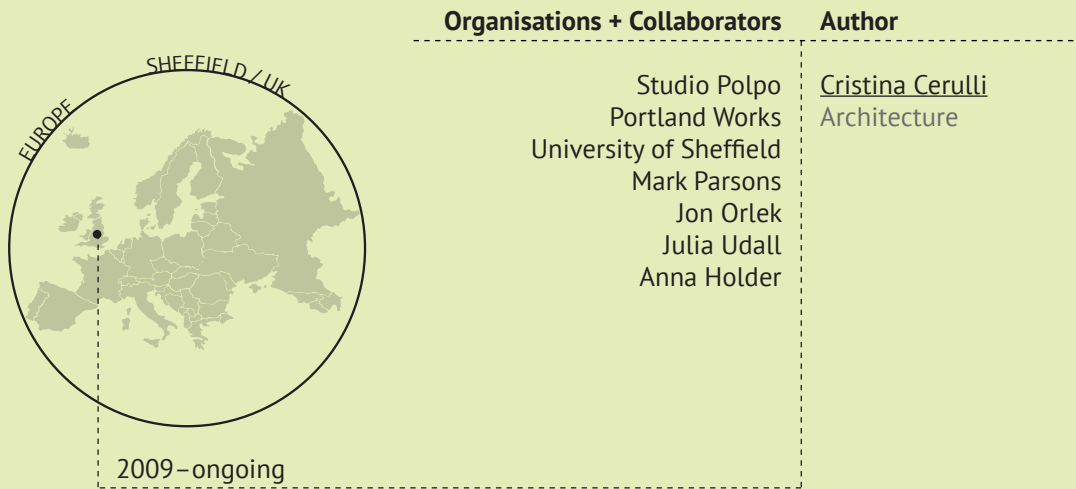 Organisations + Collaborators
Author
SHEFFIELD / UK
EUROPE
Studio Polpo
Portland Works
University of Sheffield
Mark Parsons
Jon Orlek
Julia Udall
Anna Holder
Cristina Cerulli
Architecture
2009–ongoing